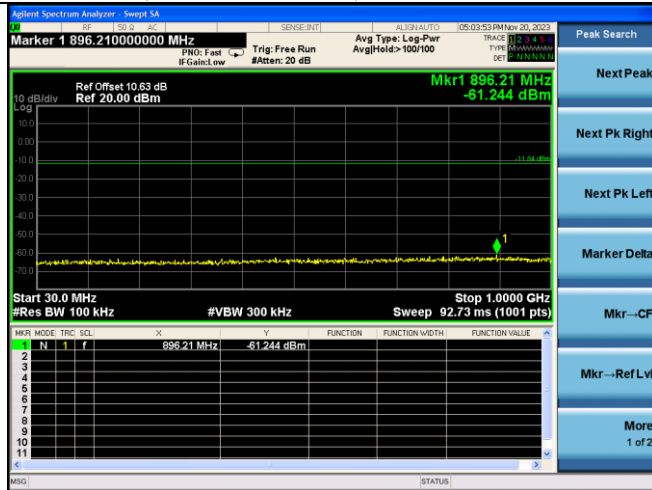 Agilent Spectrum Analyzer - Swept SA
RF 50 Ω AC SENSE:INT ALIGN AUTO 05:03:53 PM Nov 20, 2023
Marker 1 896.210000000 MHz
PNO: Fast
IFGain:Low
Trig: Free Run
#Atten: 20 dB
Avg Type: Log-Pwr
Avg|Hold:>100/100
TRACE 1 2 3 4 5 6
TYPE MWWWWW
DET P N N N N N
Ref Offset 10.63 dB
10 dB/div Ref 20.00 dBm
Log
Mkr1 896.21 MHz
-61.244 dBm
10.0
0.00
-10.0
-11.84 dBm
-20.0
-30.0
-40.0
-50.0
1
-60.0
-70.0
Start 30.0 MHz Stop 1.0000 GHz
#Res BW 100 kHz #VBW 300 kHz Sweep 92.73 ms (1001 pts)
MKR MODE TRC SCL X Y FUNCTION FUNCTION WIDTH FUNCTION VALUE
1 N 1 f 896.21 MHz -61.244 dBm
2
3
4
5
6
7
8
9
10
11
MSG STATUS
Peak Search
Next Peak
Next Pk Right
Next Pk Left
Marker Delta
Mkr→CF
Mkr→Ref Lvl
More
1 of 2